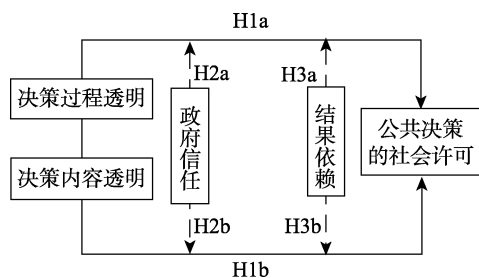 H1a
H2a
H3a
决策过程透明
政府信任
结果依赖
公共决策
的社会许可
决策内容透明
H2b
H3b
H1b